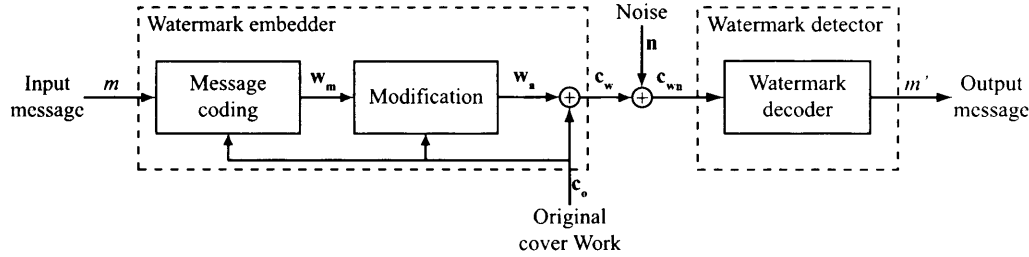 Watermark embedder
Noise
Watermark detector
n
Input
message
m
Message
coding
w_m
Modification
w_a
c_w
c_wn
Watermark
decoder
m'
Output
message
c_o
Original
cover Work